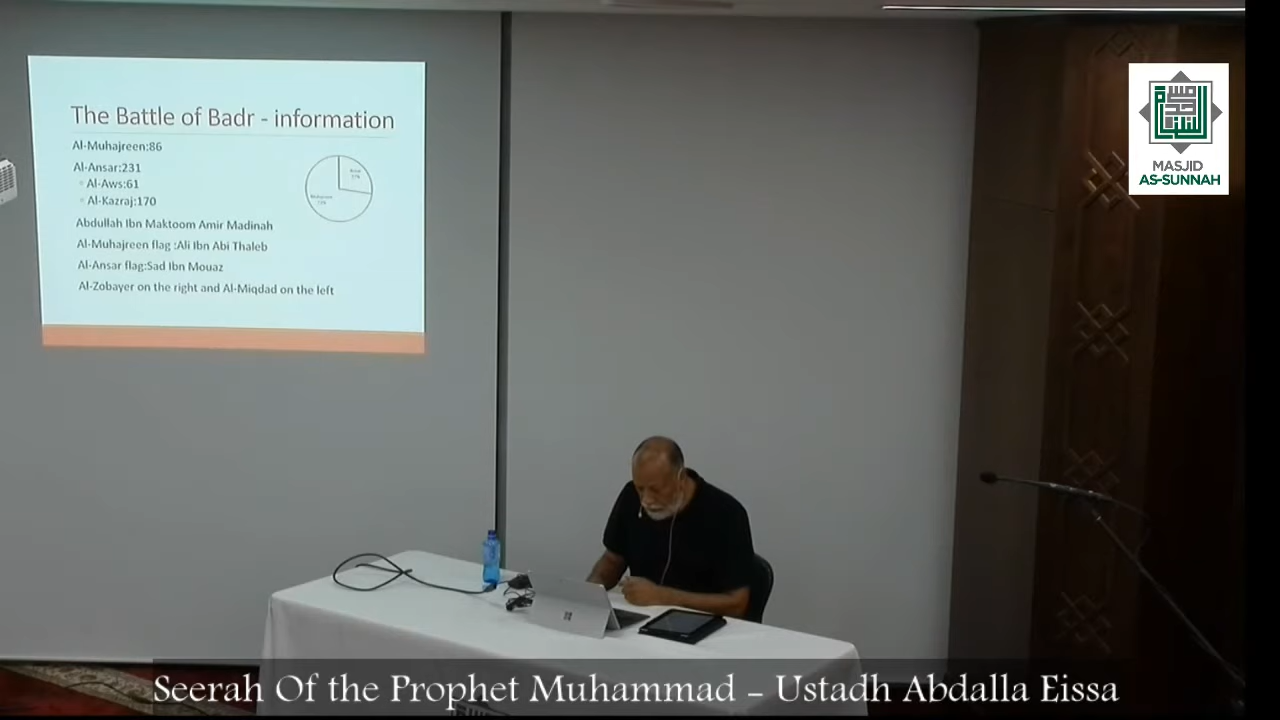 The Battle of Badr - information
Al-Muhajreen:86
Al-Ansar:231
Al-Aws:61
Al-Kazraj:170
Abdullah Ibn Maktoom Amir Madinah
Al-Muhajreen flag :Ali Ibn Abi Thaleb
Al-Ansar flag:Sad Ibn Mouaz
Al-Zobayer on the right and Al-Miqdad on the left
MASJID
AS-SUNNAH
Seerah Of the Prophet Muhammad - Ustadh Abdalla Eissa